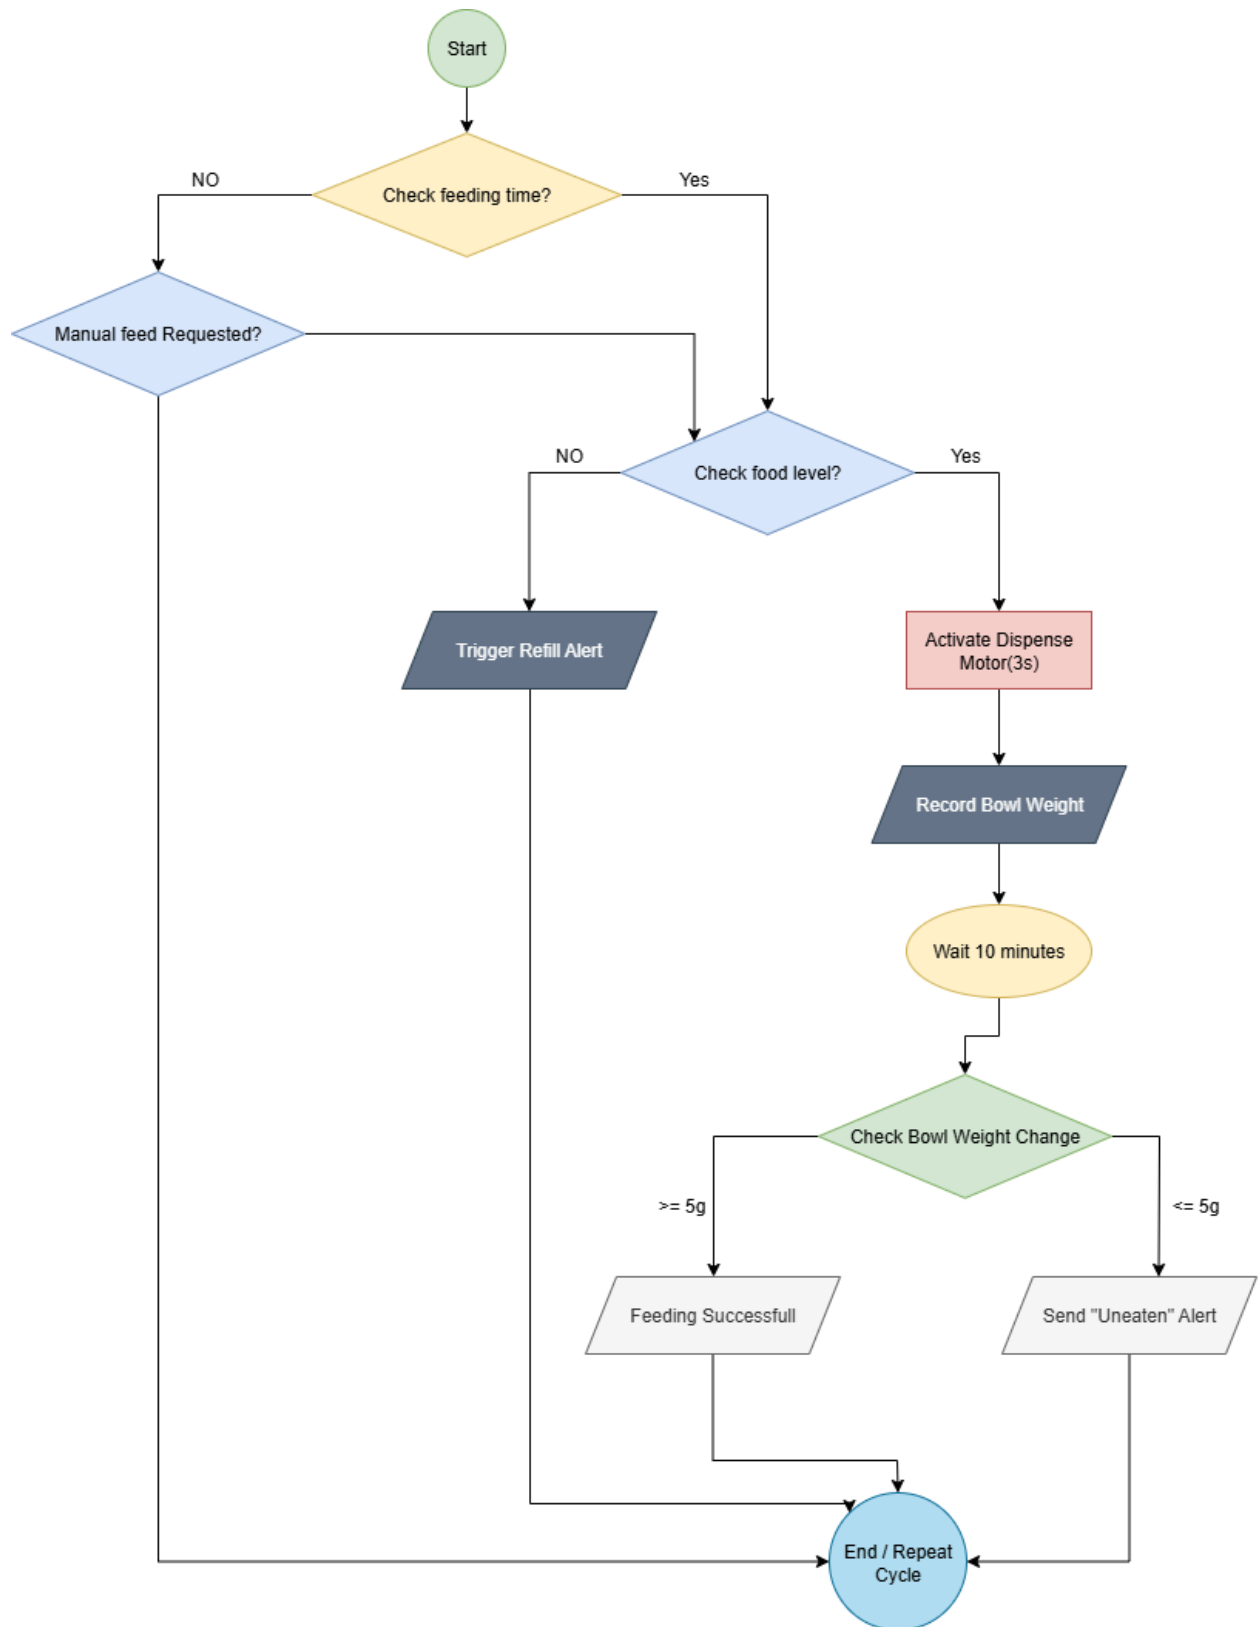 Start
Check feeding time?
NO
Yes
Manual feed Requested?
Check food level?
NO
Yes
Trigger Refill Alert
Activate Dispense
Motor(3s)
Record Bowl Weight
Wait 10 minutes
Check Bowl Weight Change
>= 5g
<= 5g
Feeding Successfull
Send "Uneaten" Alert
End / Repeat
Cycle